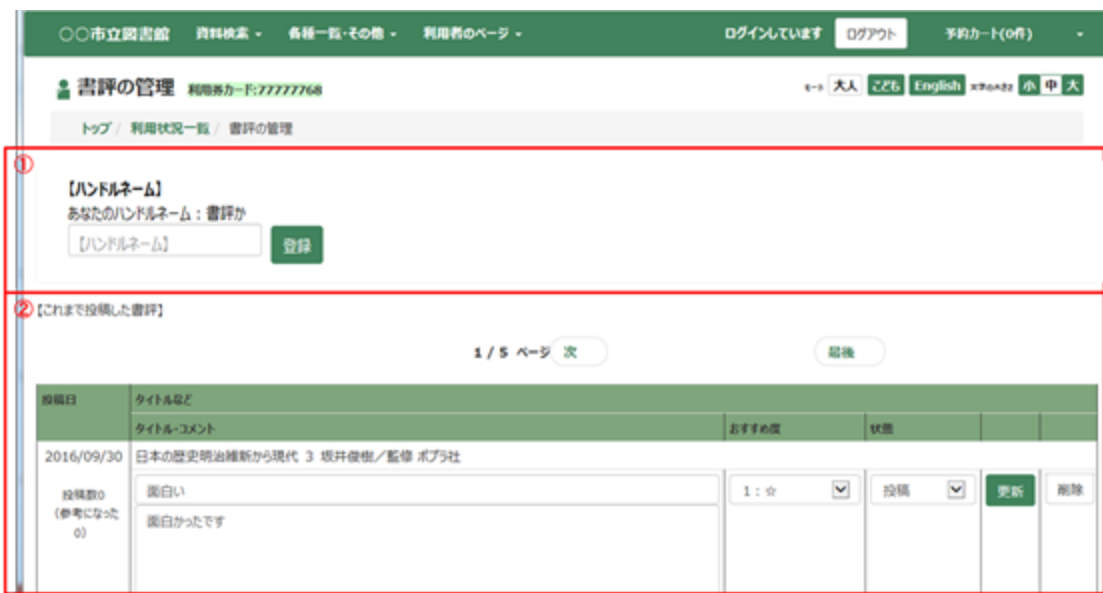 ○○市立図書館 資料検索 各種一覧・その他 利用者のページ ログインしています ログアウト 予約カート(0件)
書評の管理 利用券カード:77777768 モード 大人 こども English 文字の大きさ 小 中 大
トップ / 利用状況一覧 / 書評の管理
①
【ハンドルネーム】
あなたのハンドルネーム：書評か
【ハンドルネーム】 登録
②【これまで投稿した書評】
1 / 5 ページ 次 最後
投稿日 タイトルなど
タイトル・コメント おすすめ度 状態
2016/09/30 日本の歴史明治維新から現代 3 坂井俊樹／監修 ポプラ社
投稿数0 面白い 1：☆ 投稿 更新 削除
(参考になった 面白かったです
0)